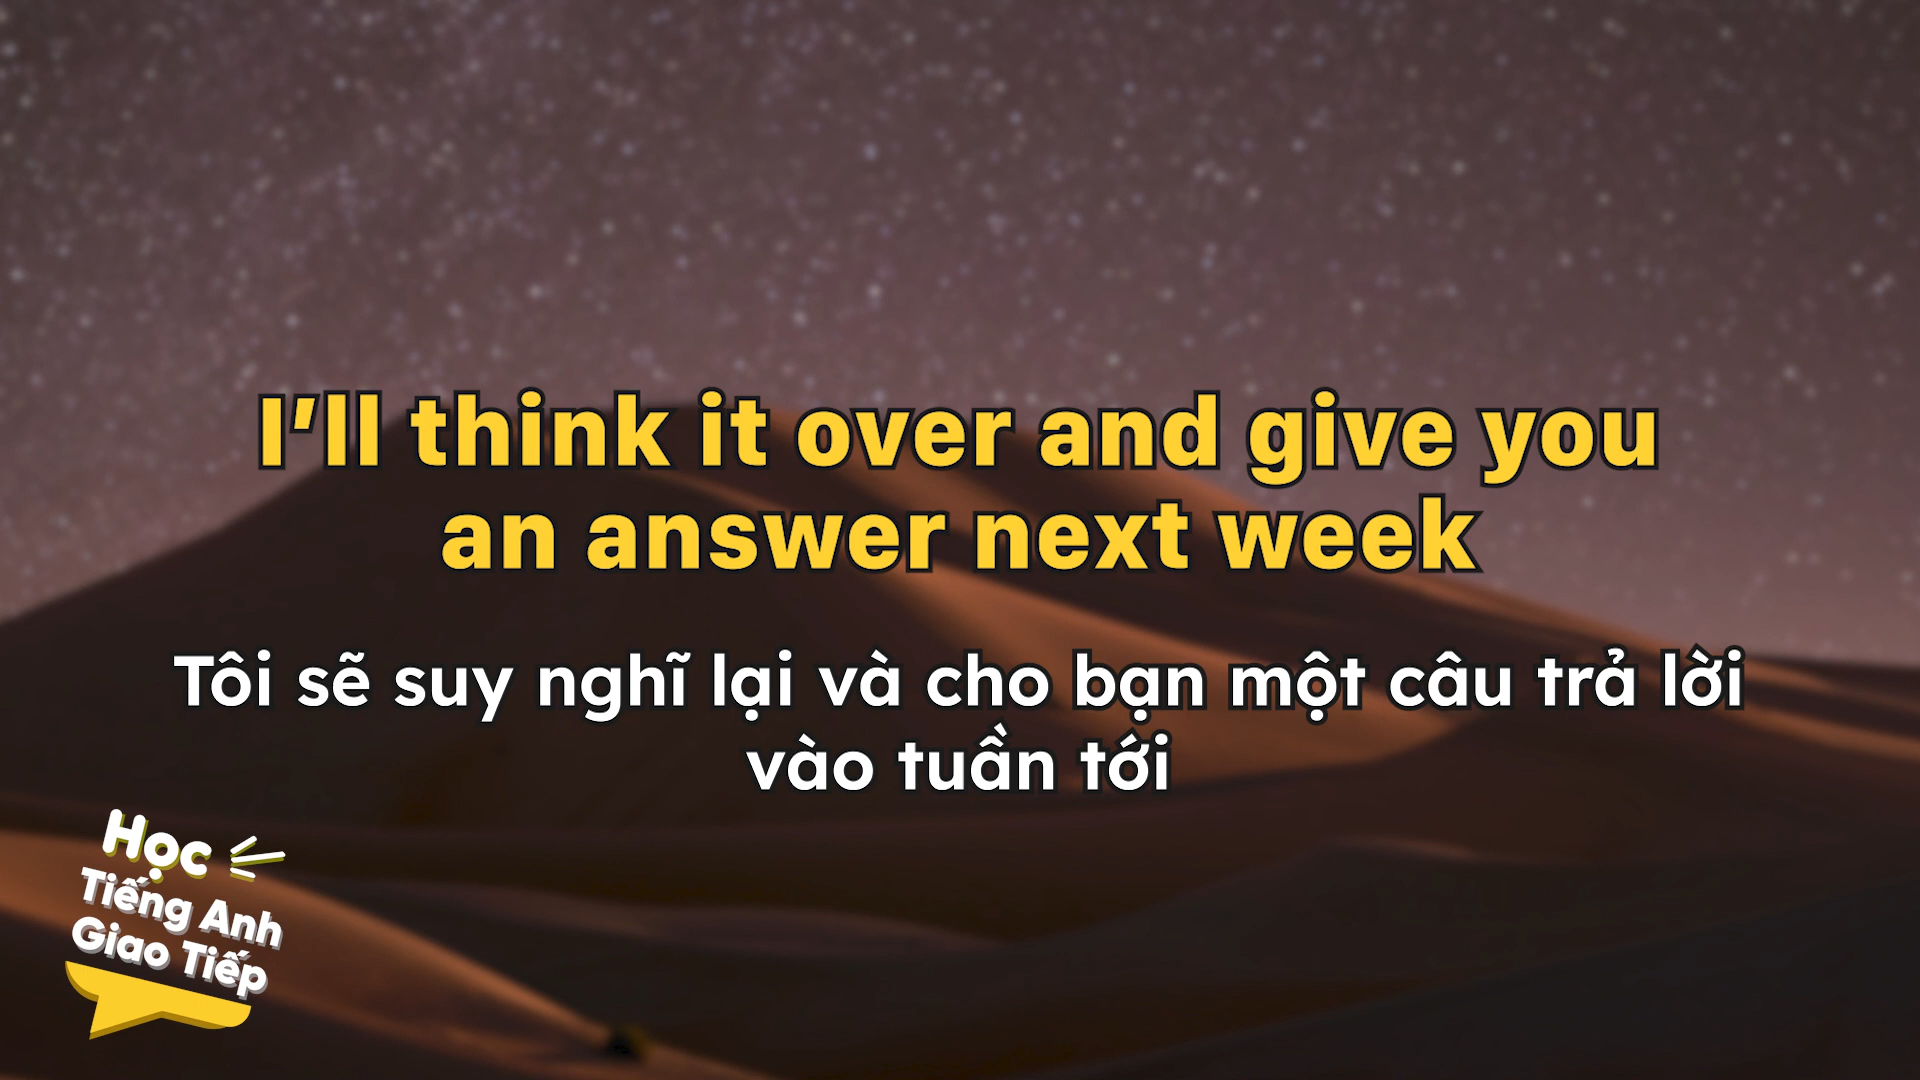 I’ll think it over and give you
an answer next week
Tôi sẽ suy nghĩ lại và cho bạn một câu trả lời
vào tuần tới
Học
Tiếng Anh
Giao Tiếp